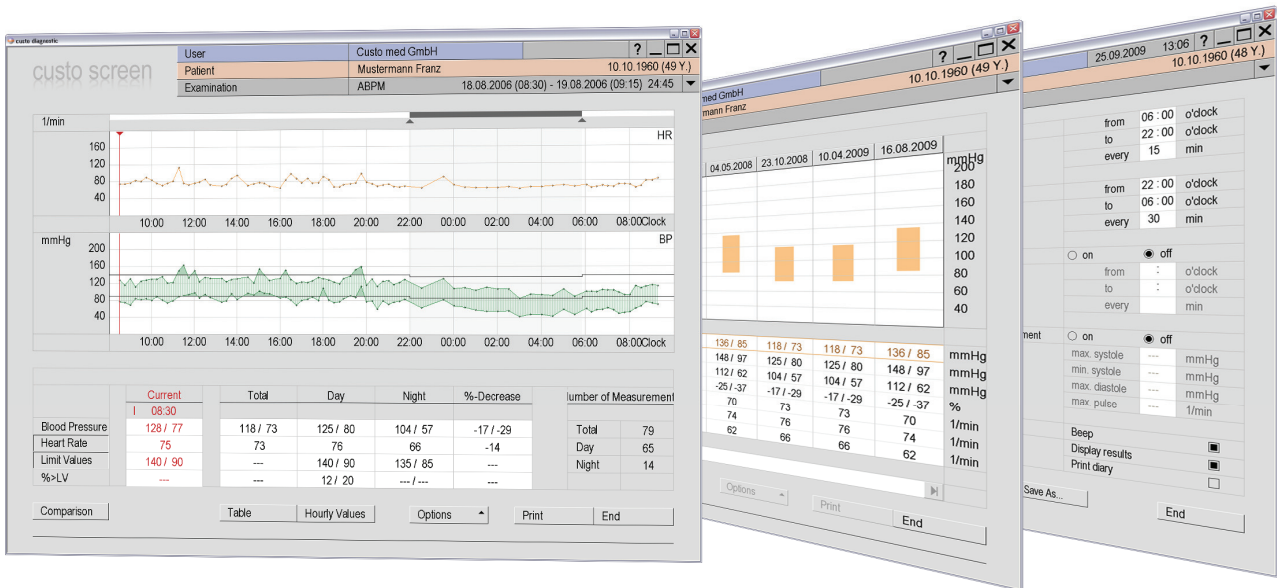 custo diagnostic
custo screen
User Custo med GmbH ?
Patient Mustermann Franz 10.10.1960 (49 Y.)
Examination ABPM 18.08.2006 (08:30) - 19.08.2006 (09:15) 24:45
1/min
HR
160
120
80
40
10:00 12:00 14:00 16:00 18:00 20:00 22:00 00:00 02:00 04:00 06:00 08:00Clock
mmHg
BP
200
160
120
80
40
10:00 12:00 14:00 16:00 18:00 20:00 22:00 00:00 02:00 04:00 06:00 08:00Clock
Current Total Day Night %-Decrease umber of Measurement
08:30
Blood Pressure 128 / 77 118 / 73 125 / 80 104 / 57 -17 / -29 Total 79
Heart Rate 75 73 76 66 -14 Day 65
Limit Values 140 / 90 --- 140 / 90 135 / 85 --- Night 14
%>LV --- --- 12 / 20 --- / --- ---
Comparison Table Hourly Values Options Print End
?
med GmbH
mann Franz 10.10.1960 (49 Y.)
04.05.2008 23.10.2008 10.04.2009 16.08.2009
mmHg
200
180
160
140
120
100
80
60
40
136 / 85 118 / 73 118 / 73 136 / 85 mmHg
148 / 97 125 / 80 125 / 80 148 / 97 mmHg
112 / 62 104 / 57 104 / 57 112 / 62 mmHg
-25 / -37 -17 / -29 -17 / -29 -25 / -37 %
70 73 73 70 1/min
74 76 76 74 1/min
62 66 66 62 1/min
Options Print End
25.09.2009 13:06 ?
10.10.1960 (48 Y.)
from 06 : 00 o'clock
to 22 : 00 o'clock
every 15 min
from 22 : 00 o'clock
to 06 : 00 o'clock
every 30 min
on off
from : o'clock
to : o'clock
every min
ment on off
max. systole --- mmHg
min. systole --- mmHg
max. diastole --- mmHg
max. pulse --- 1/min
Beep
Display results
Print diary
Save As...
End